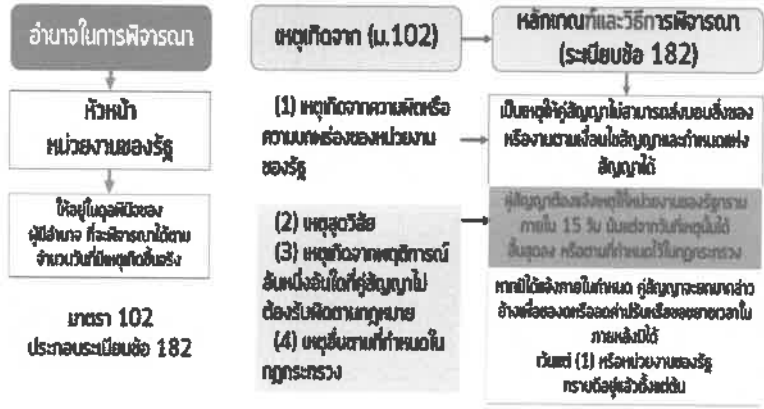 อำนาจในการพิจารณา
หัวหน้า
หน่วยงานของรัฐ
ให้อยู่ในดุลพินิจของ
ผู้มีอำนาจ ที่จะพิจารณาได้ตาม
จำนวนวันที่มีเหตุเกิดขึ้นจริง
มาตรา 102
ประกอบระเบียบข้อ 182
เหตุเกิดจาก (ม.102)
(1) เหตุเกิดจากความผิดหรือ
ความบกพร่องของหน่วยงาน
ของรัฐ
(2) เหตุสุดวิสัย
(3) เหตุเกิดจากพฤติการณ์
อันหนึ่งอันใดที่คู่สัญญาไม่
ต้องรับผิดตามกฎหมาย
(4) เหตุอื่นตามที่กำหนดใน
กฎกระทรวง
หลักเกณฑ์และวิธีการพิจารณา
(ระเบียบข้อ 182)
เป็นเหตุให้คู่สัญญาไม่สามารถส่งมอบสิ่งของ
หรืองานตามเงื่อนไขสัญญาและกำหนดแห่ง
สัญญาได้
คู่สัญญาต้องแจ้งเหตุให้หน่วยงานของรัฐทราบ
ภายใน 15 วัน นับแต่จากวันที่เหตุนั้นได้
สิ้นสุดลง หรือตามที่กำหนดไว้ในกฎกระทรวง
หากมิได้แจ้งภายในกำหนด คู่สัญญาจะยกมากล่าว
อ้างเพื่อของดหรือลดค่าปรับหรือขอขยายเวลาใน
ภายหลังมิได้
เว้นแต่ (1) หรือหน่วยงานของรัฐ
ทราบดีอยู่แล้วตั้งแต่ต้น